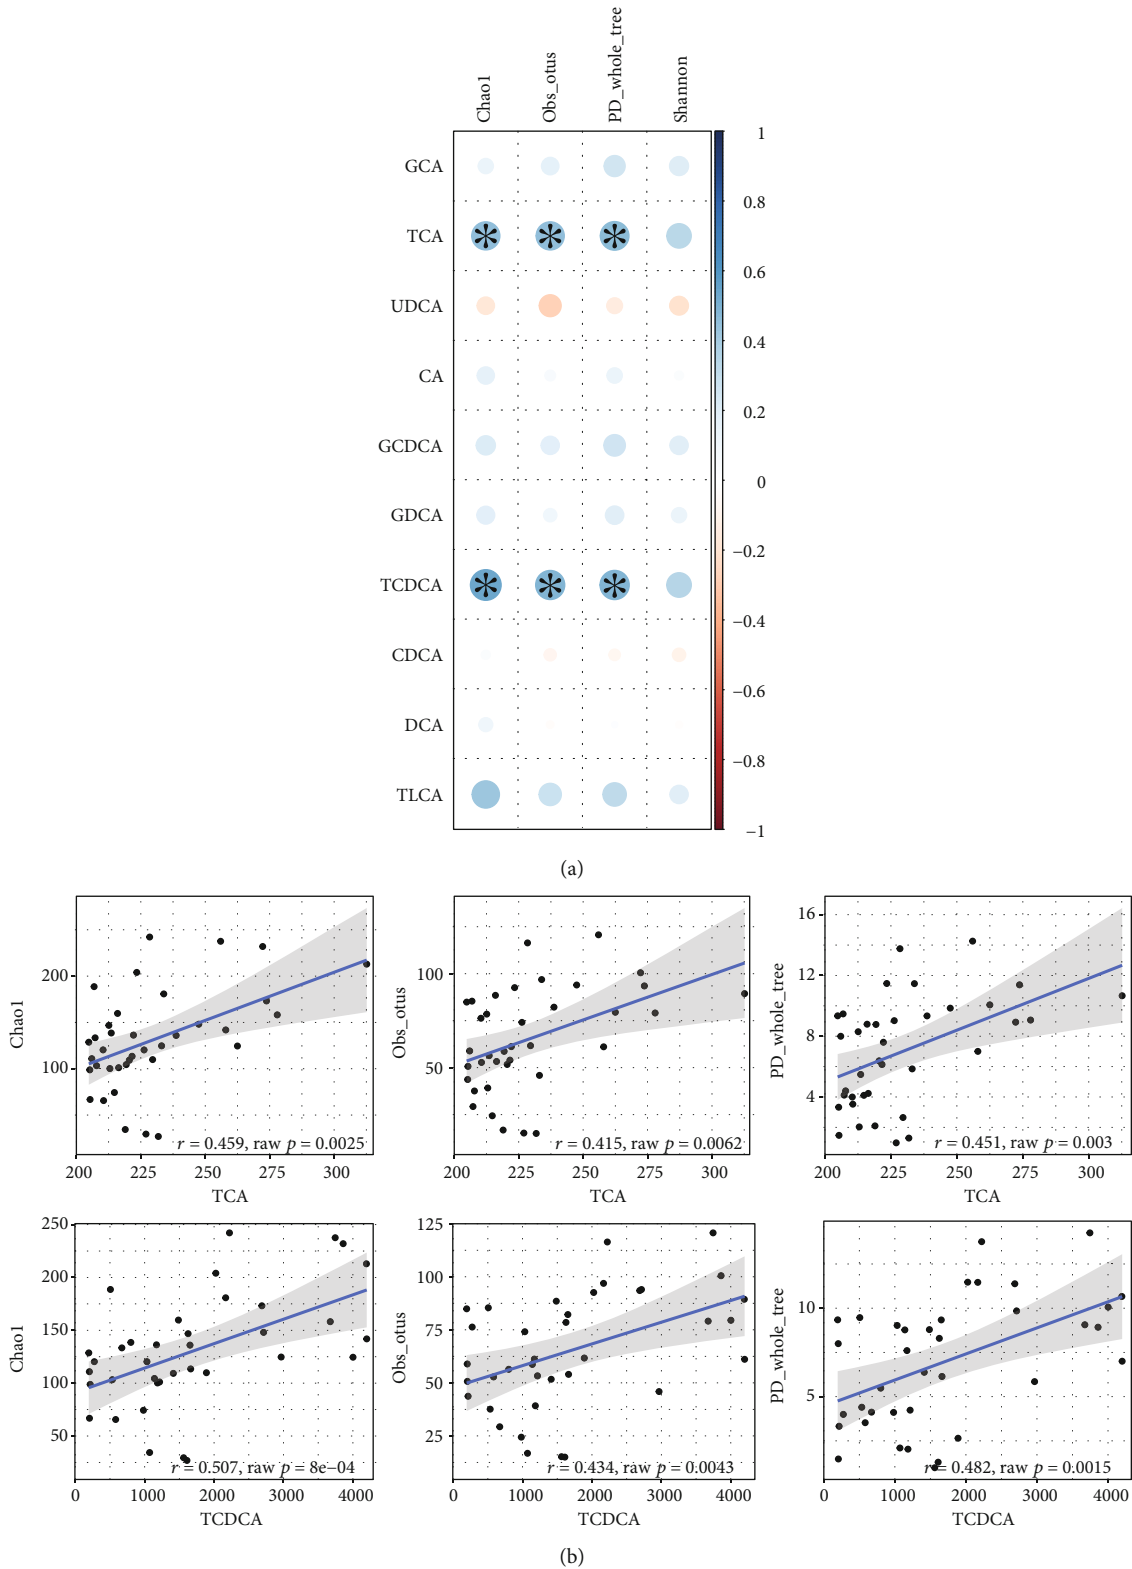 Chao1
Obs_otus
PD_whole_tree
Shannon
GCA
TCA
UDCA
CA
GCDCA
GDCA
TCDCA
CDCA
DCA
TLCA
* * *
* * *
1
0.8
0.6
0.4
0.2
0
−0.2
−0.4
−0.6
−0.8
−1
(a)
Chao1
200
100
r = 0.459, raw p = 0.0025
200 225 250 275 300
TCA
Obs_otus
100
50
r = 0.415, raw p = 0.0062
200 225 250 275 300
TCA
PD_whole_tree
16
12
8
4
r = 0.451, raw p = 0.003
200 225 250 275 300
TCA
Chao1
250
200
150
100
50
r = 0.507, raw p = 8e−04
0 1000 2000 3000 4000
TCDCA
Obs_otus
125
100
75
50
25
r = 0.434, raw p = 0.0043
0 1000 2000 3000 4000
TCDCA
PD_whole_tree
10
5
r = 0.482, raw p = 0.0015
0 1000 2000 3000 4000
TCDCA
(b)